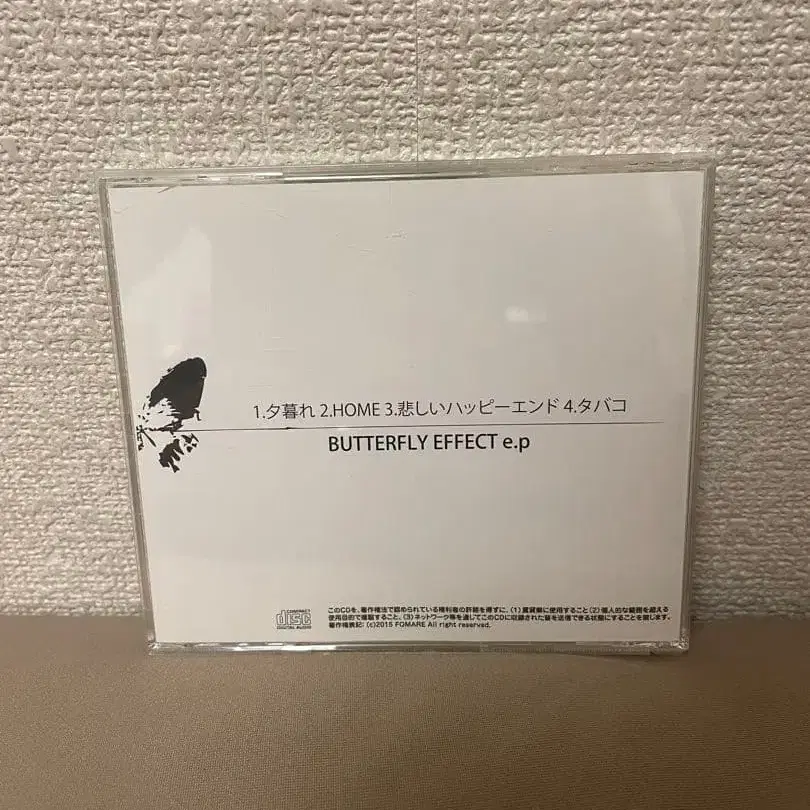 1.夕暮れ 2.HOME 3.悲しいハッピーエンド 4.タバコ
BUTTERFLY EFFECT e.p
COMPACT
disc
DIGITAL AUDIO
このCDを、著作権法で認められている権利者の許諾を得ずに、(1)賃貸業に使用すること(2)個人的な範囲を超える
使用目的で複製すること、(3)ネットワーク等を通じてこのCDに収録された音を送信できる状態にすることを禁じます。
著作権表記: (c)2015 FOMARE All right reserved.